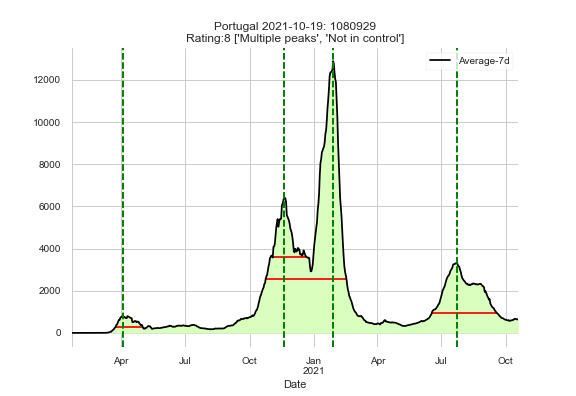 Portugal 2021-10-19: 1080929
Rating:8 ['Multiple peaks', 'Not in control']
Average-7d
12000
10000
8000
6000
4000
2000
0
Apr Jul Oct Jan Apr Jul Oct
2021
Date